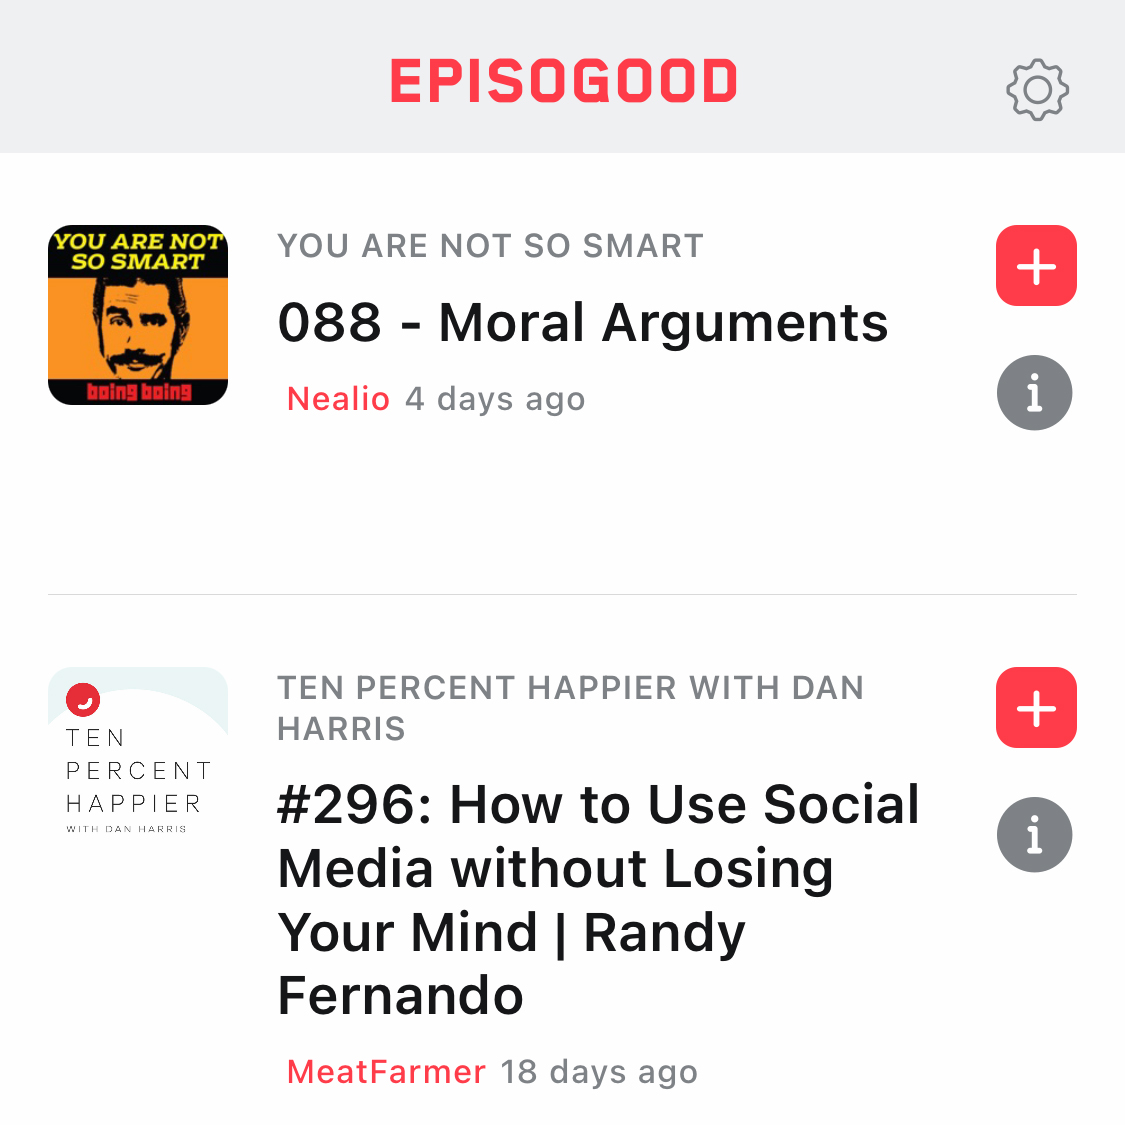 EPISOGOOD
YOU ARE NOT
SO SMART
boing boing
YOU ARE NOT SO SMART
088 - Moral Arguments
Nealio 4 days ago
TEN
PERCENT
HAPPIER
WITH DAN HARRIS
TEN PERCENT HAPPIER WITH DAN
HARRIS
#296: How to Use Social
Media without Losing
Your Mind | Randy
Fernando
MeatFarmer 18 days ago